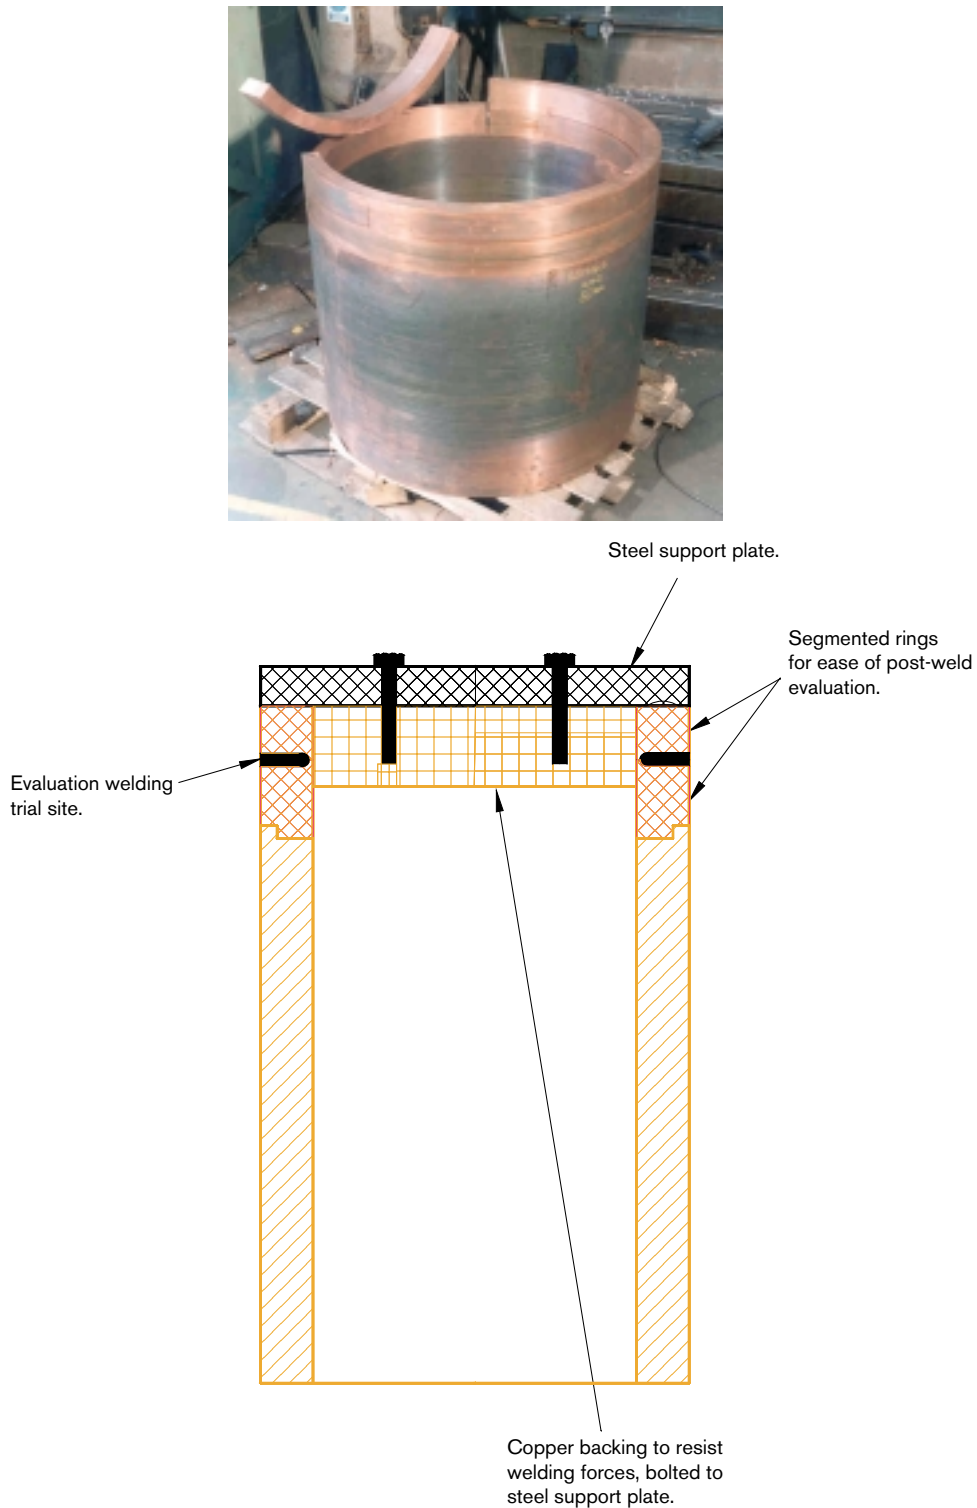 Steel support plate.
Segmented rings
for ease of post-weld
evaluation.
Evaluation welding
trial site.
Copper backing to resist
welding forces, bolted to
steel support plate.